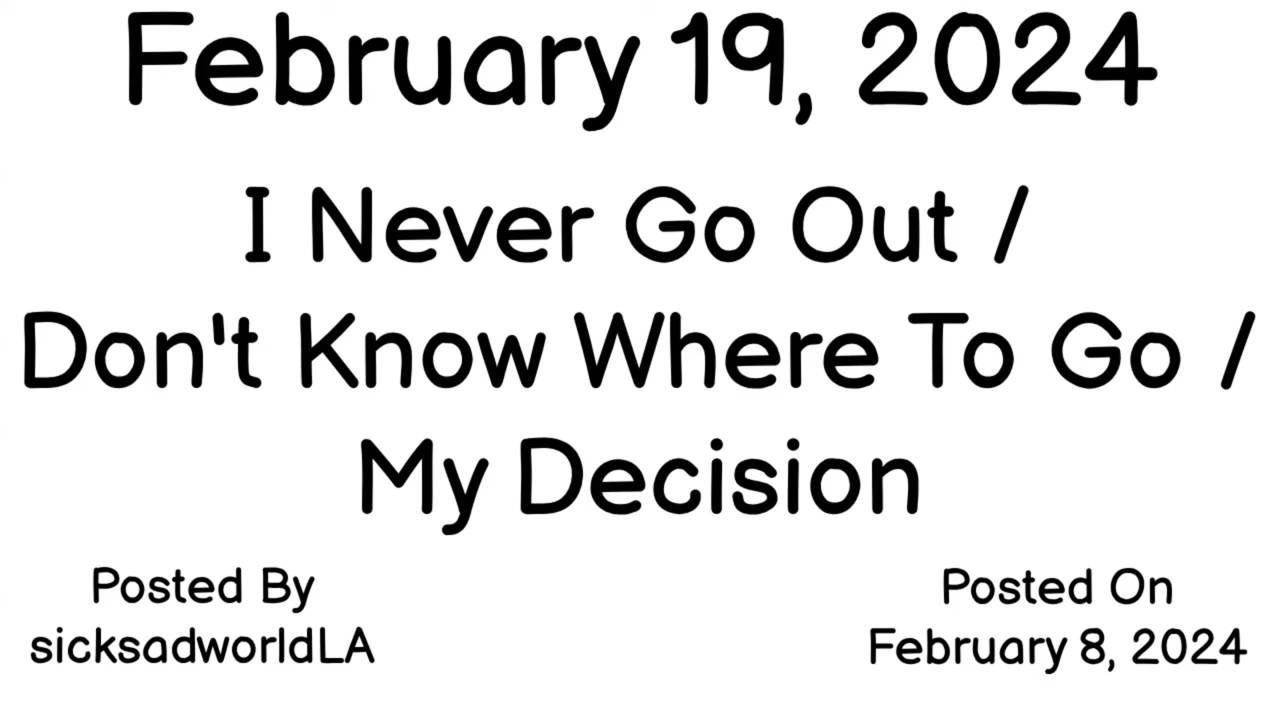 February 19, 2024
I Never Go Out /
Don't Know Where To Go /
My Decision
Posted By
sicksadworldLA
Posted On
February 8, 2024